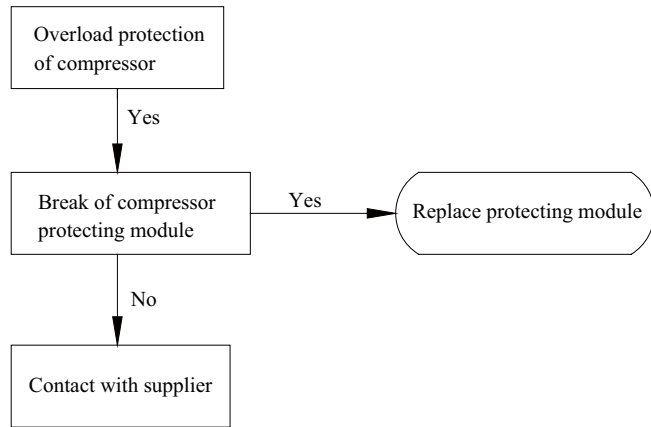 Overload protection
of compressor
Yes
Break of compressor
protecting module
Yes
Replace protecting module
No
Contact with supplier